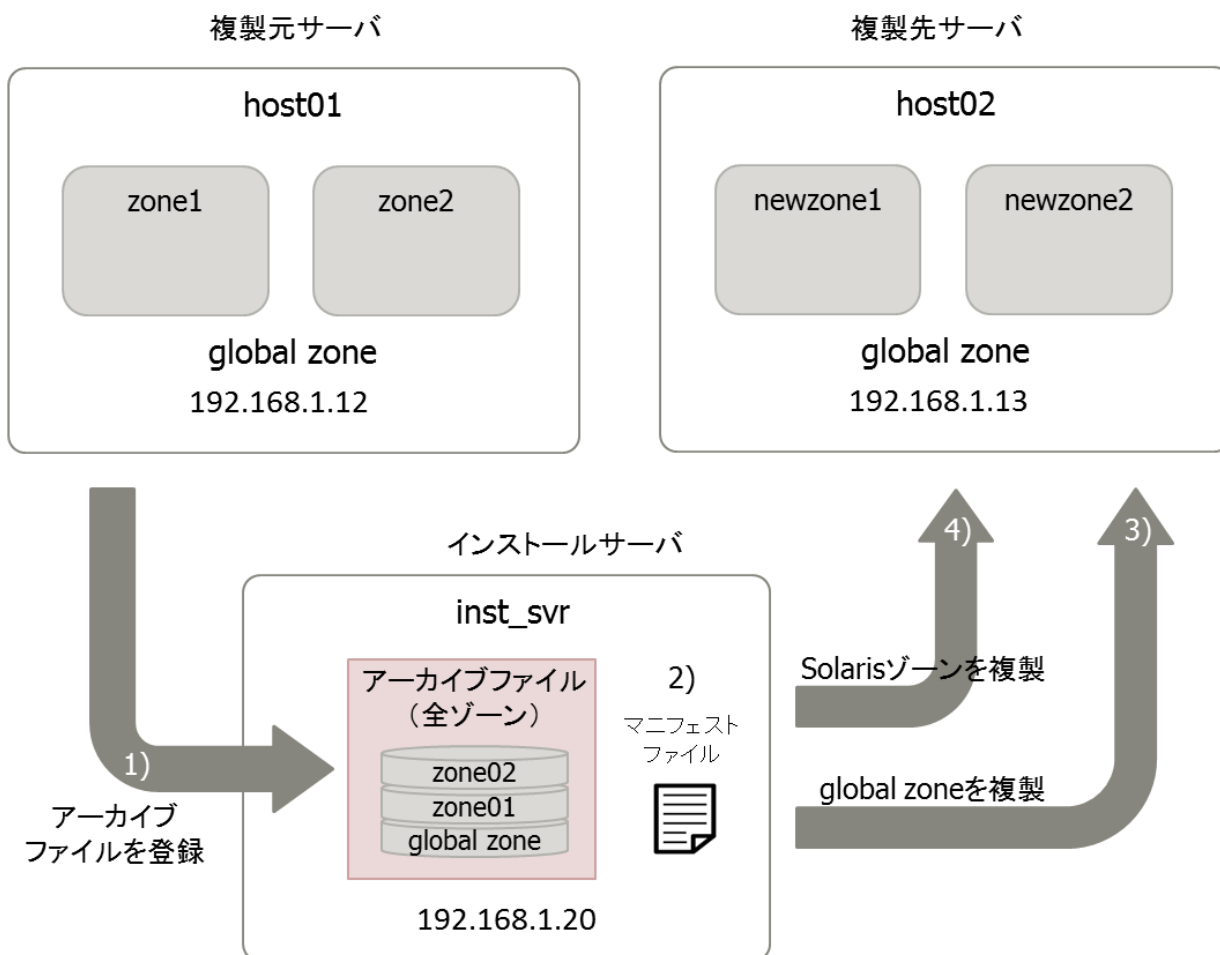 複製元サーバ
複製先サーバ
host01
zone1
zone2
global zone
192.168.1.12
host02
newzone1
newzone2
global zone
192.168.1.13
インストールサーバ
inst_svr
アーカイブファイル
（全ゾーン）
zone02
zone01
global zone
2)
マニフェスト
ファイル
192.168.1.20
1)
アーカイブ
ファイルを登録
4)
Solarisゾーンを複製
3)
global zoneを複製